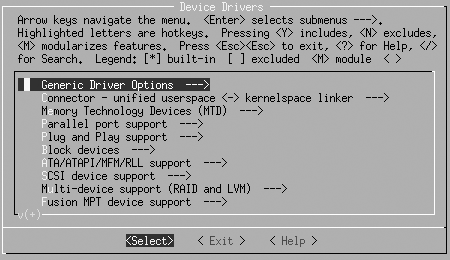 Device Drivers
Arrow keys navigate the menu. <Enter> selects submenus --->.
Highlighted letters are hotkeys. Pressing <Y> includes, <N> excludes,
<M> modularizes features. Press <Esc><Esc> to exit, <?> for Help, </>
for Search. Legend: [*] built-in [ ] excluded <M> module < >
Generic Driver Options --->
Connector - unified userspace <-> kernelspace linker --->
Memory Technology Devices (MTD) --->
Parallel port support --->
Plug and Play support --->
Block devices --->
ATA/ATAPI/MFM/RLL support --->
SCSI device support --->
Multi-device support (RAID and LVM) --->
Fusion MPT device support --->
v(+)
<Select> < Exit > < Help >